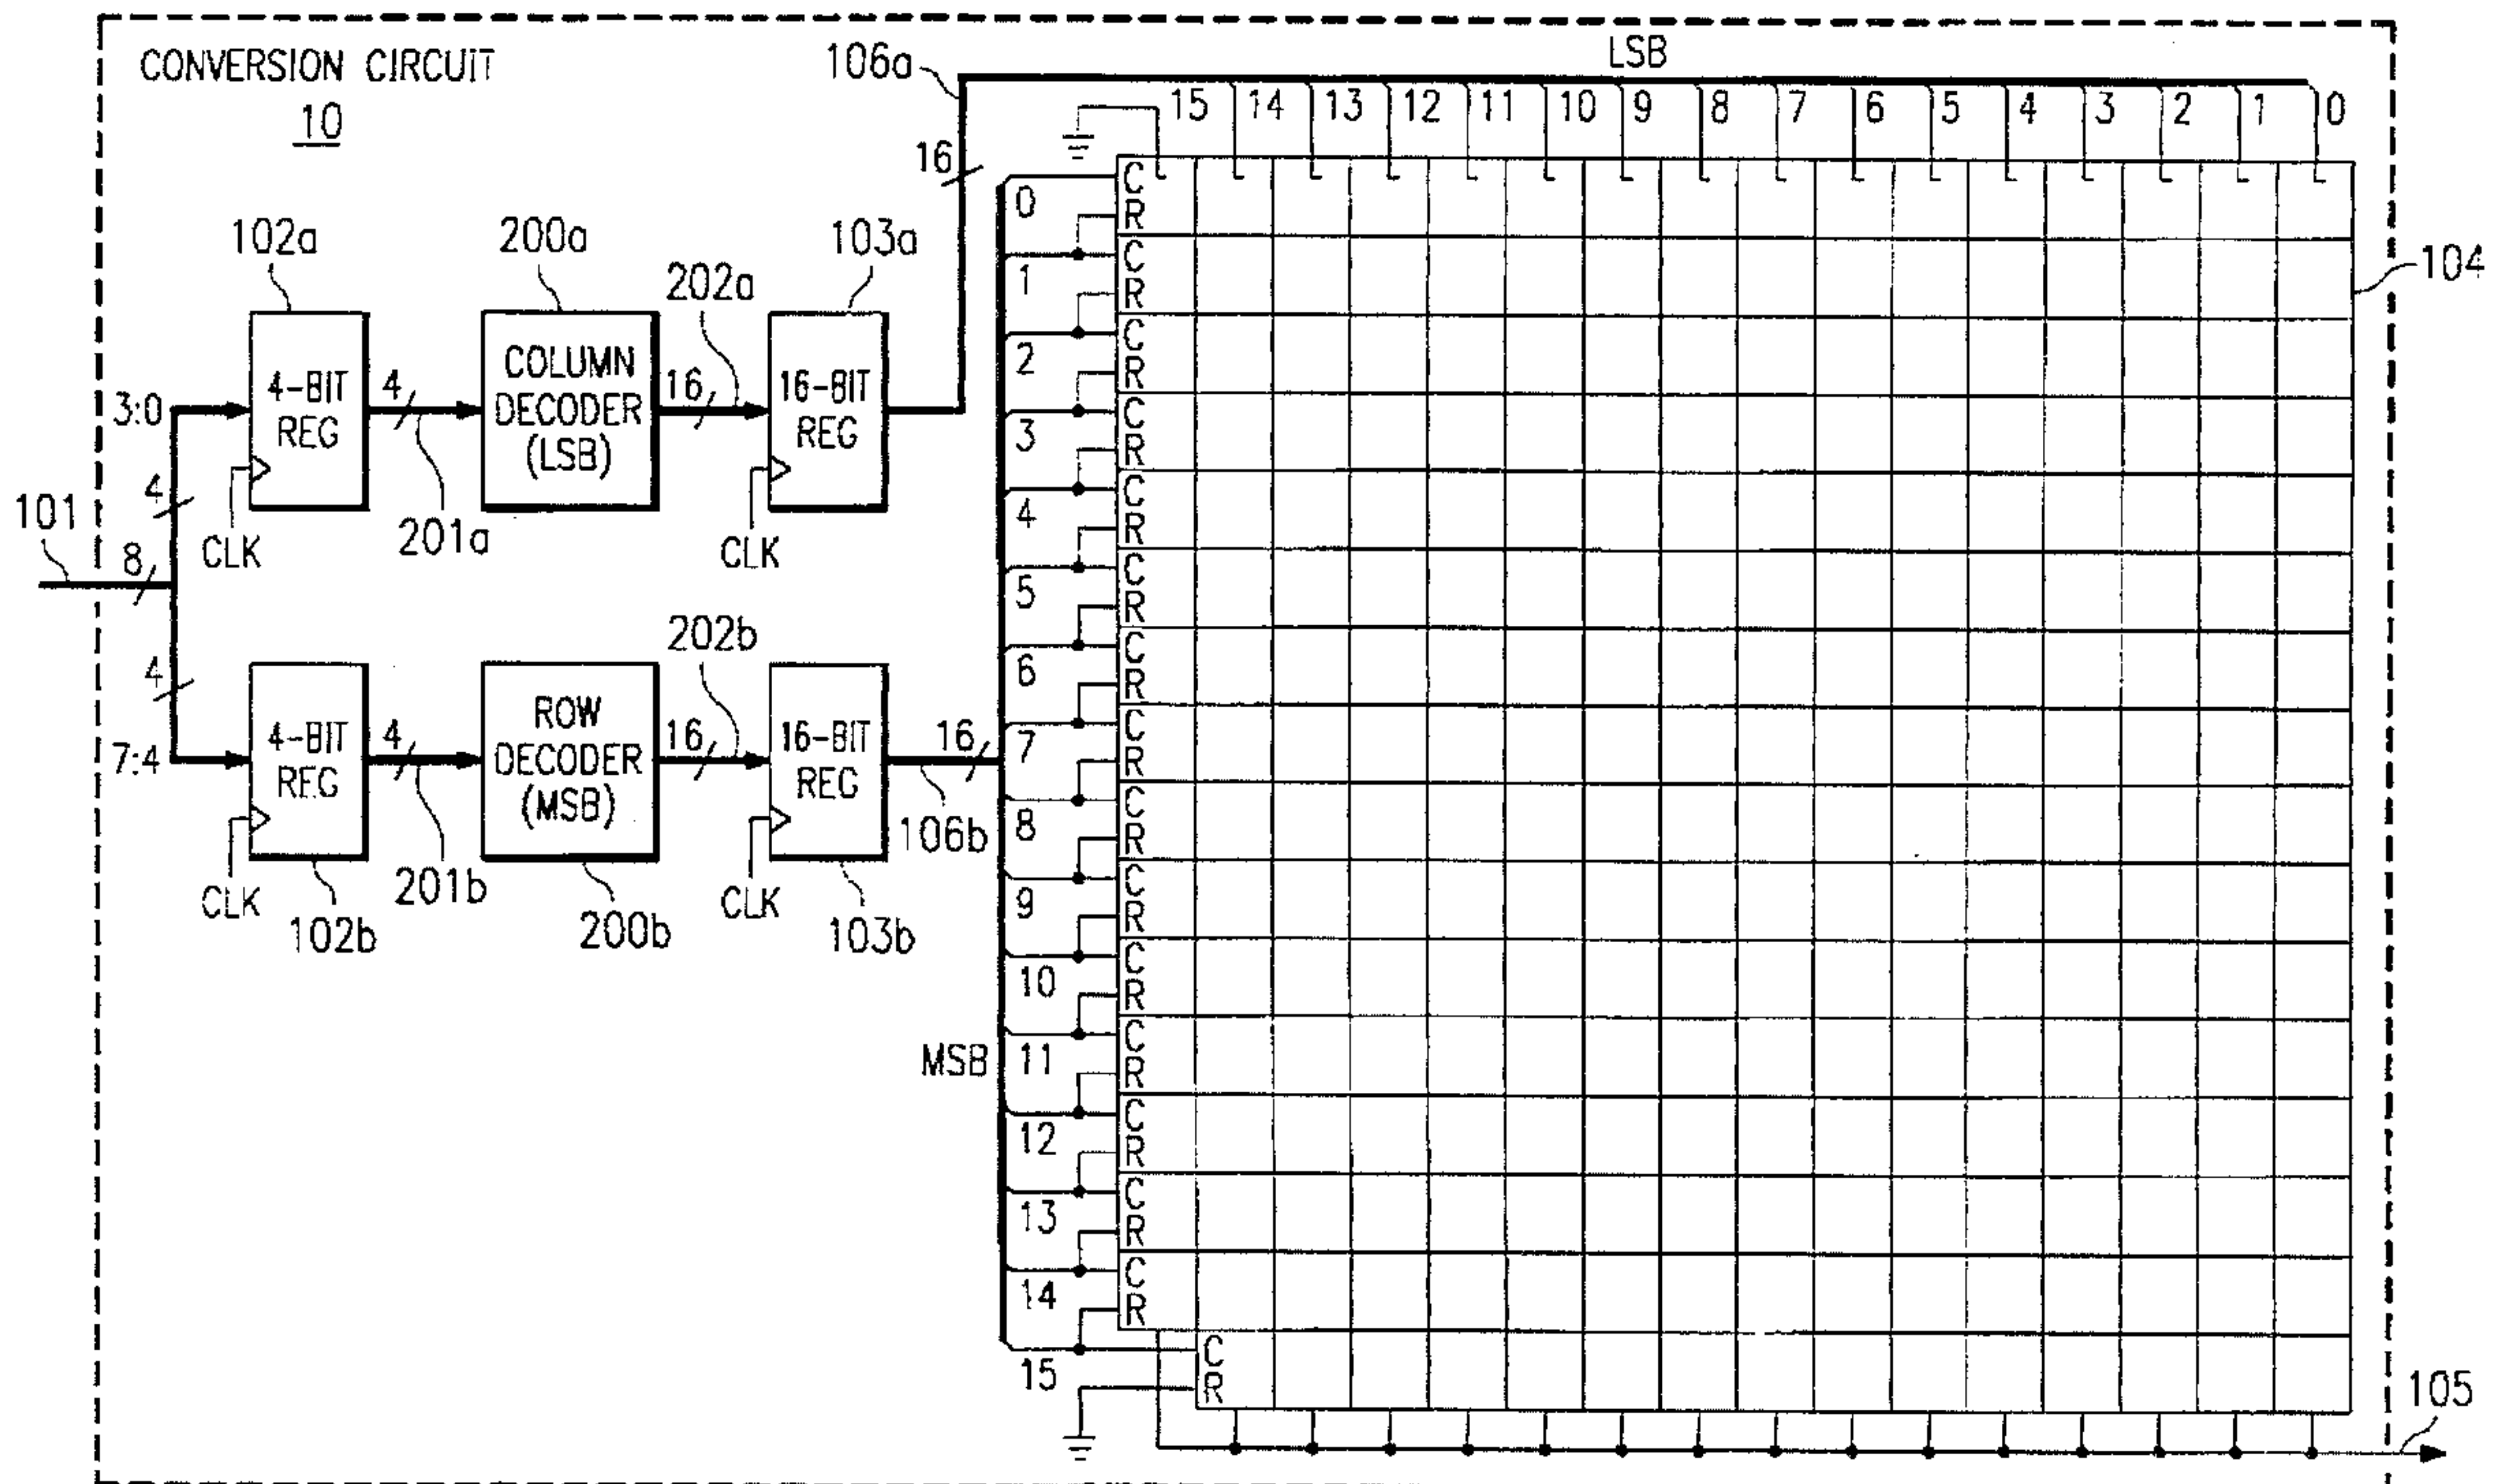 CONVERSION CIRCUIT
10
106a
LSB
15 14 13 12 11 10 9 8 7 6 5 4 3 2 1 0
16
102a
200a
103a
202a
104
3:0
4-BIT
REG
4
COLUMN
DECODER
(LSB)
16
16-BIT
REG
4
101
8
CLK
201a
CLK
4
202b
7:4
4-BIT
REG
4
ROW
DECODER
(MSB)
16
16-BIT
REG
16
106b
CLK
201b
CLK
102b
200b
103b
MSB
0
C
R
1
C
R
2
C
R
3
C
R
4
C
R
5
C
R
6
C
R
7
C
R
8
C
R
9
C
R
10
C
R
11
C
R
12
C
R
13
C
R
14
C
R
15
C
R
L L L L L L L L L L L L L L L L
105